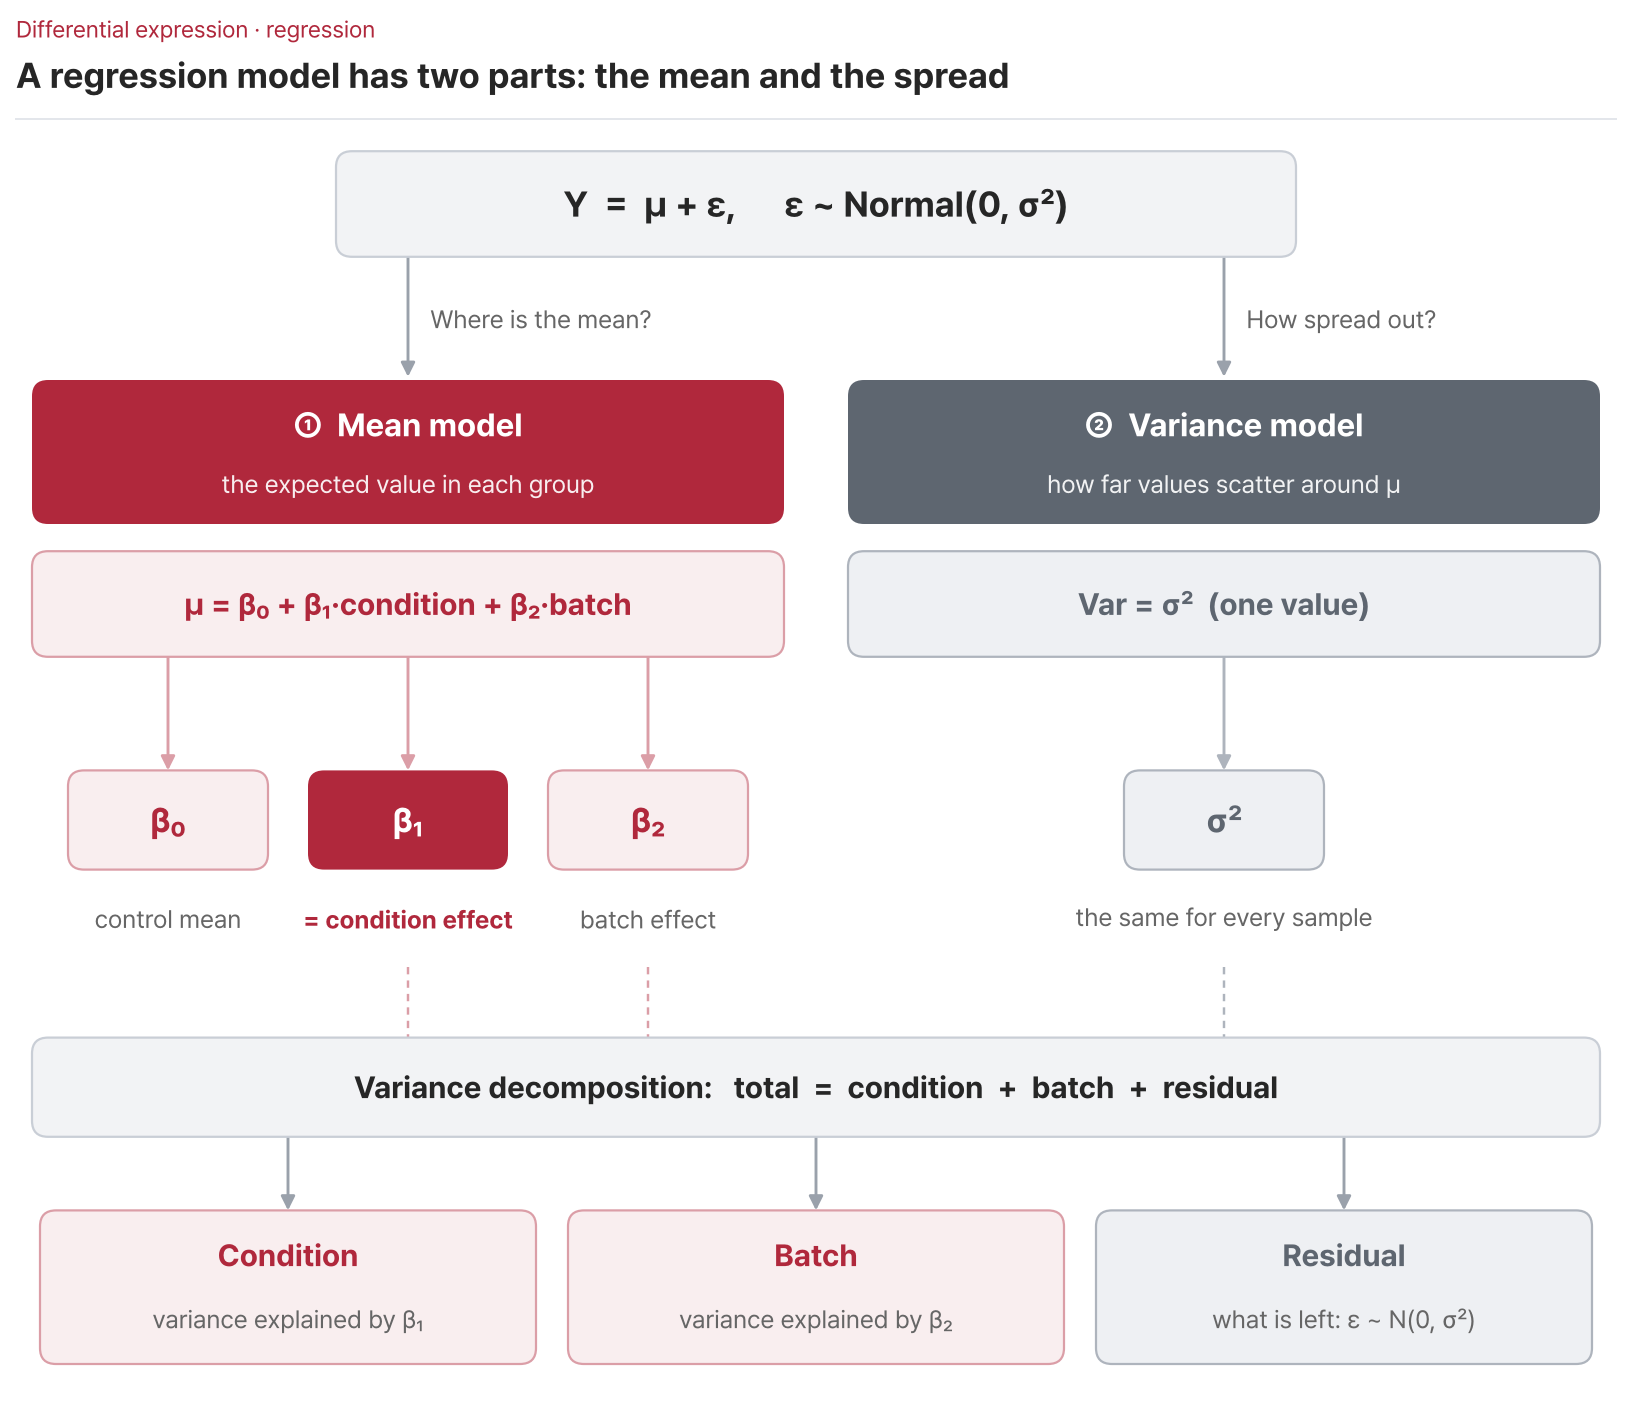 Differential expression · regression
A regression model has two parts: the mean and the spread
Y = μ + ε, ε ~ Normal(0, σ²)
Where is the mean?
How spread out?
① Mean model
the expected value in each group
② Variance model
how far values scatter around μ
μ = β₀ + β₁·condition + β₂·batch
Var = σ² (one value)
β₀
β₁
β₂
σ²
control mean
= condition effect
batch effect
the same for every sample
Variance decomposition: total = condition + batch + residual
Condition
variance explained by β₁
Batch
variance explained by β₂
Residual
what is left: ε ~ N(0, σ²)